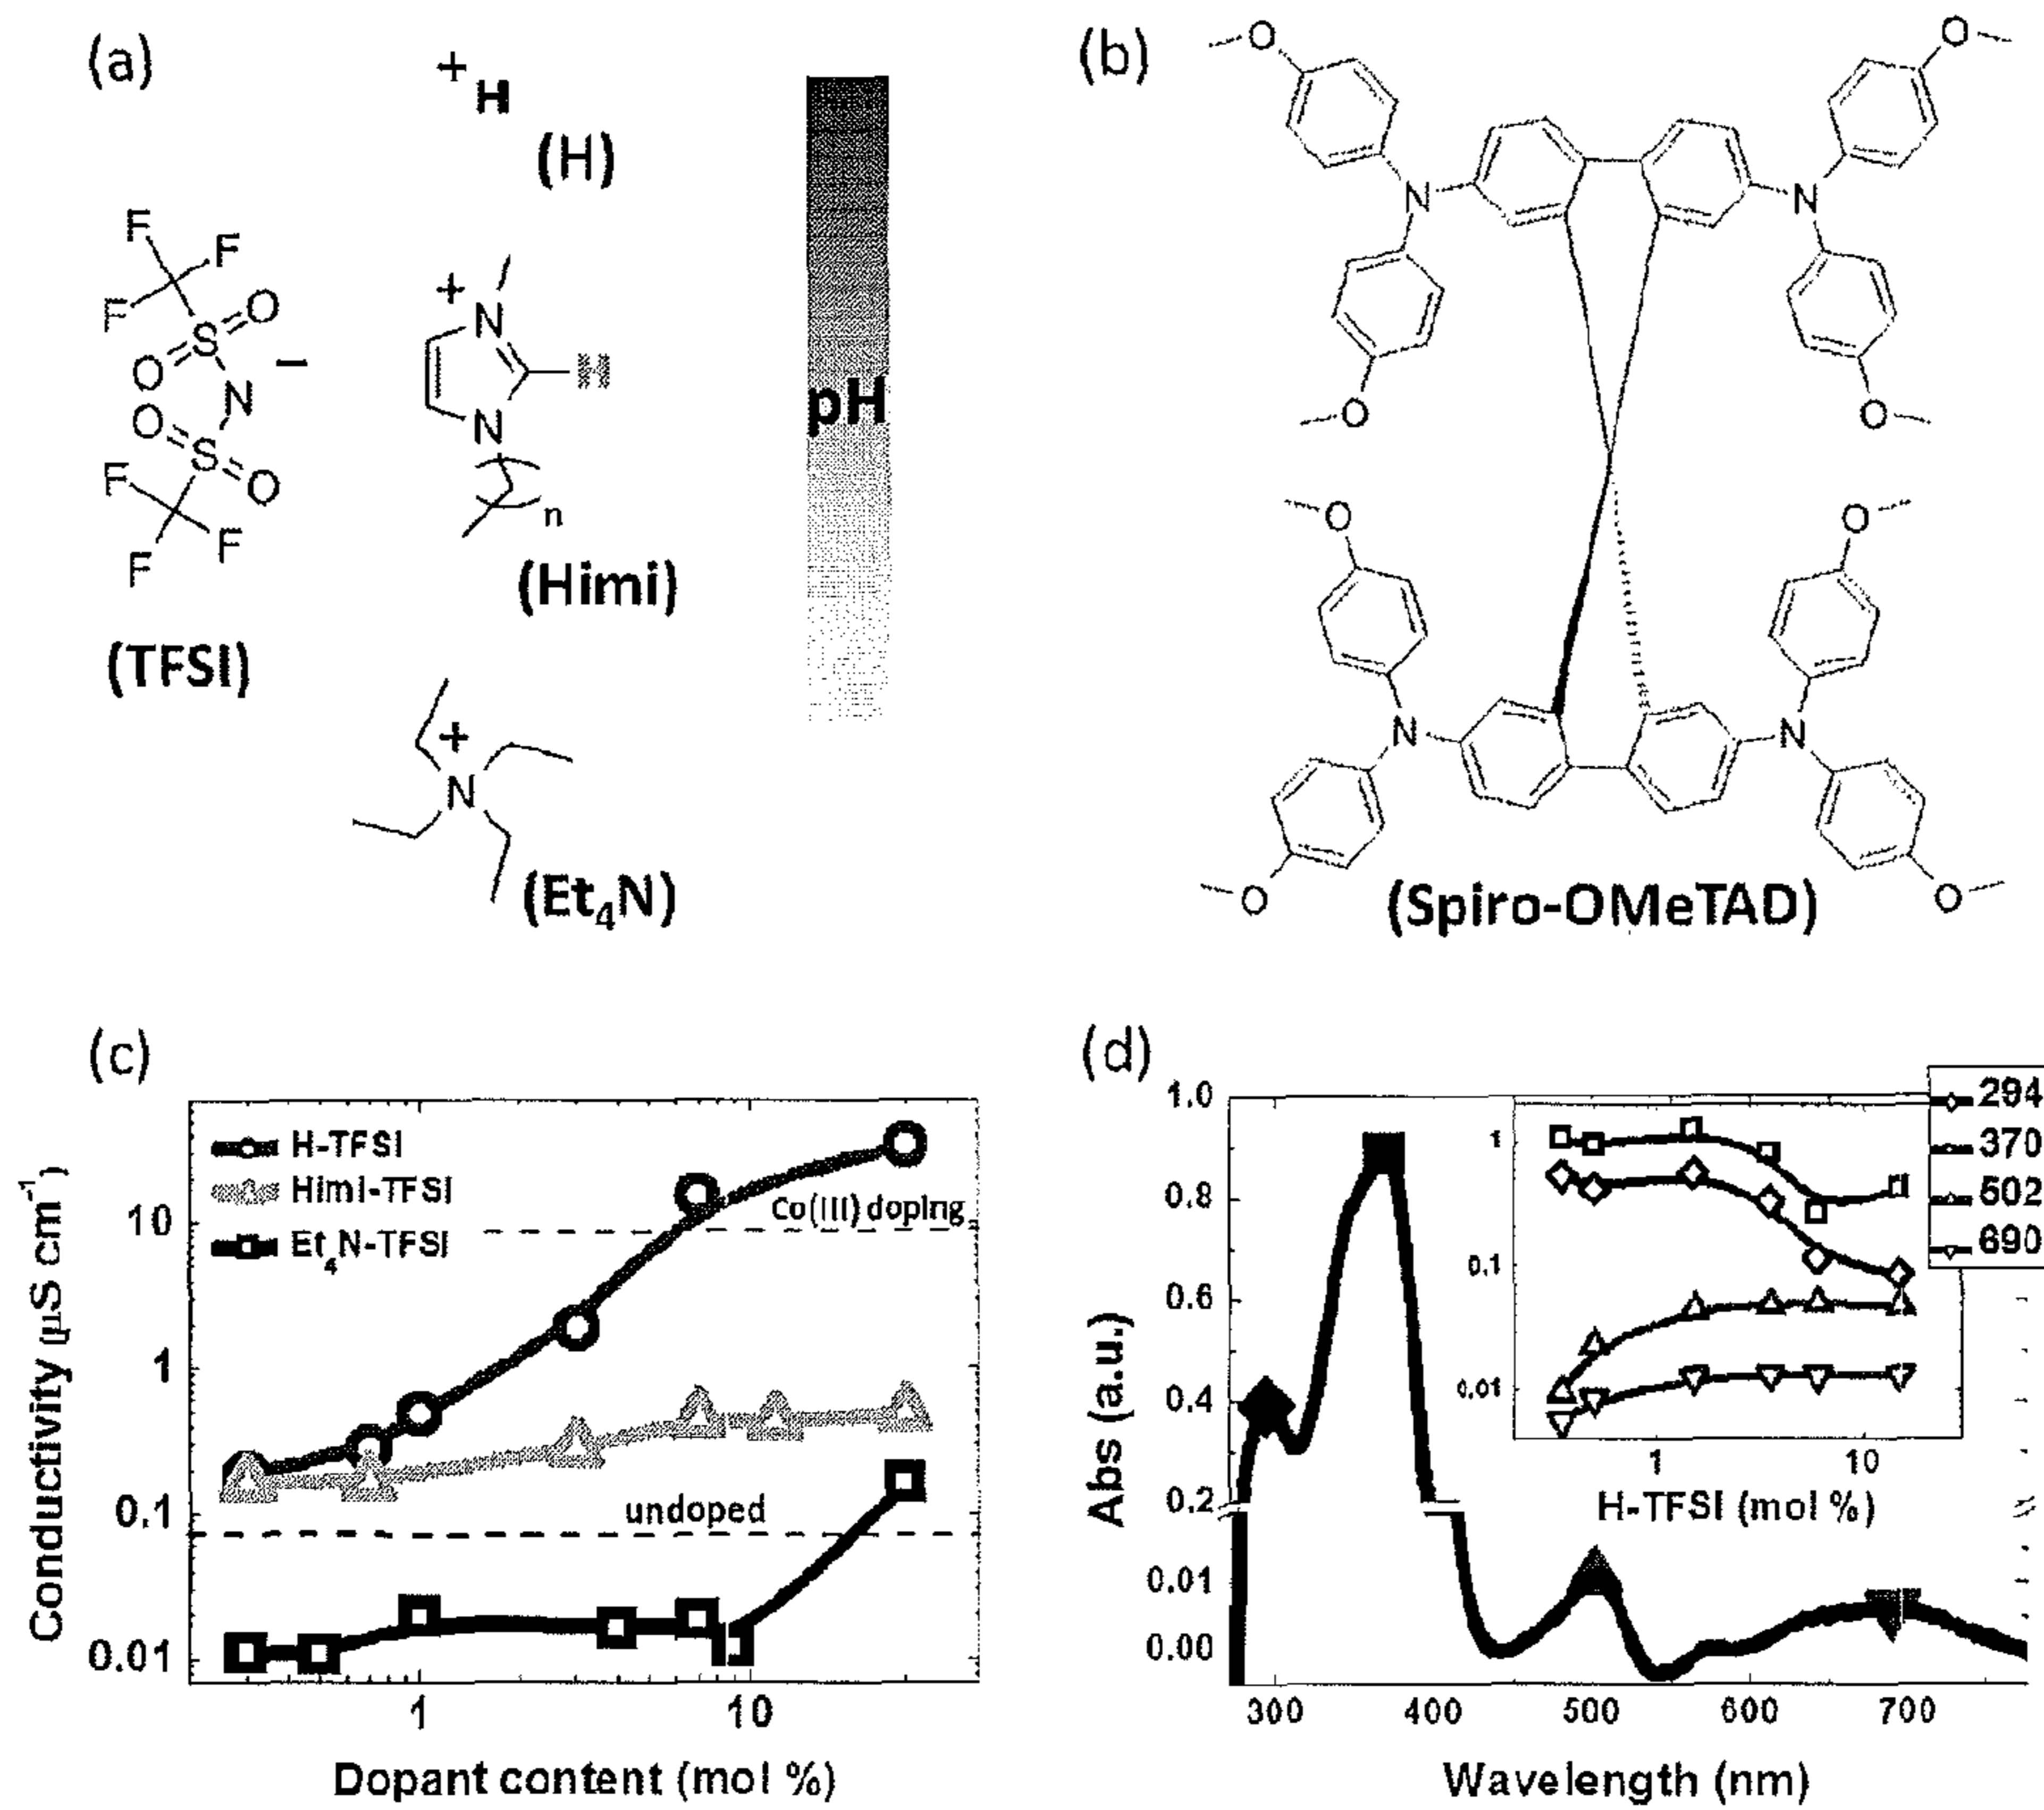 (a)
+
H
(H)
F
F
F
S
O
O
−
N
O
S
O
F
F
F
(TFSI)
+
N
H
N
n
(Himi)
+
N
(Et4N)
pH
(b)
O
O
N
N
O
O
O
O
N
N
O
O
(Spiro-OMeTAD)
(c)
H-TFSI
Himi-TFSI
Et4N-TFSI
Co(III) doping
undoped
10
1
0.1
0.01
Conductivity (µS cm-1)
1
10
Dopant content (mol %)
(d)
1.0
0.8
0.6
0.4
0.2
0.01
0.00
Abs (a.u.)
294
370
502
690
1
0.1
0.01
1
10
H-TFSI (mol %)
300
400
500
600
700
Wavelength (nm)